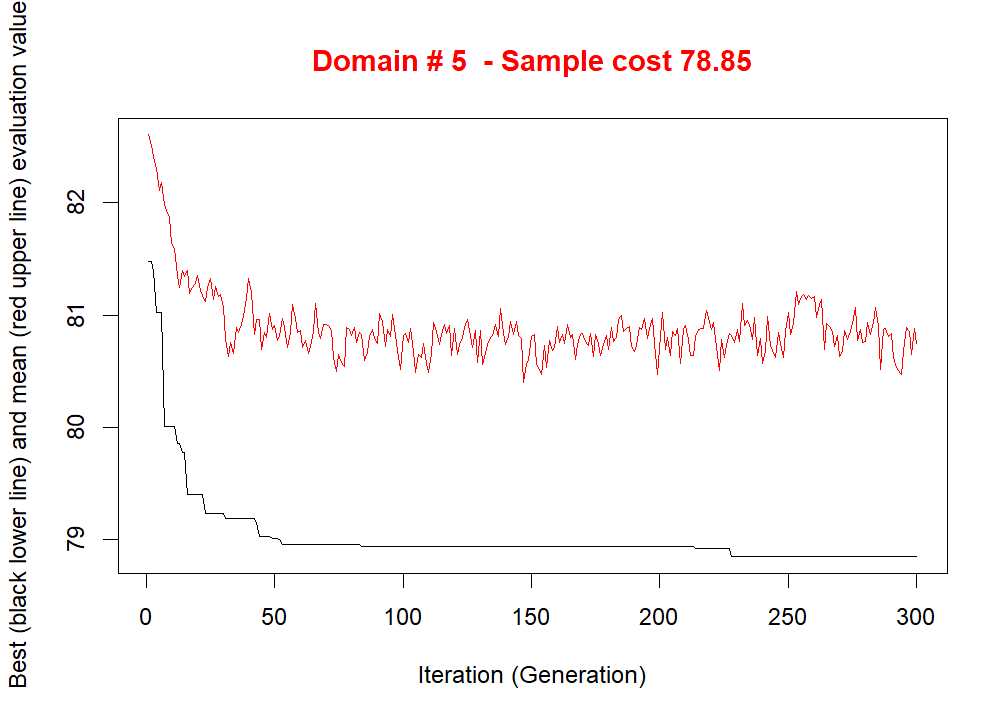 Domain # 5  - Sample cost 78.85
Best (black lower line) and mean (red upper line) evaluation value
82
81
80
79
0 50 100 150 200 250 300
Iteration (Generation)